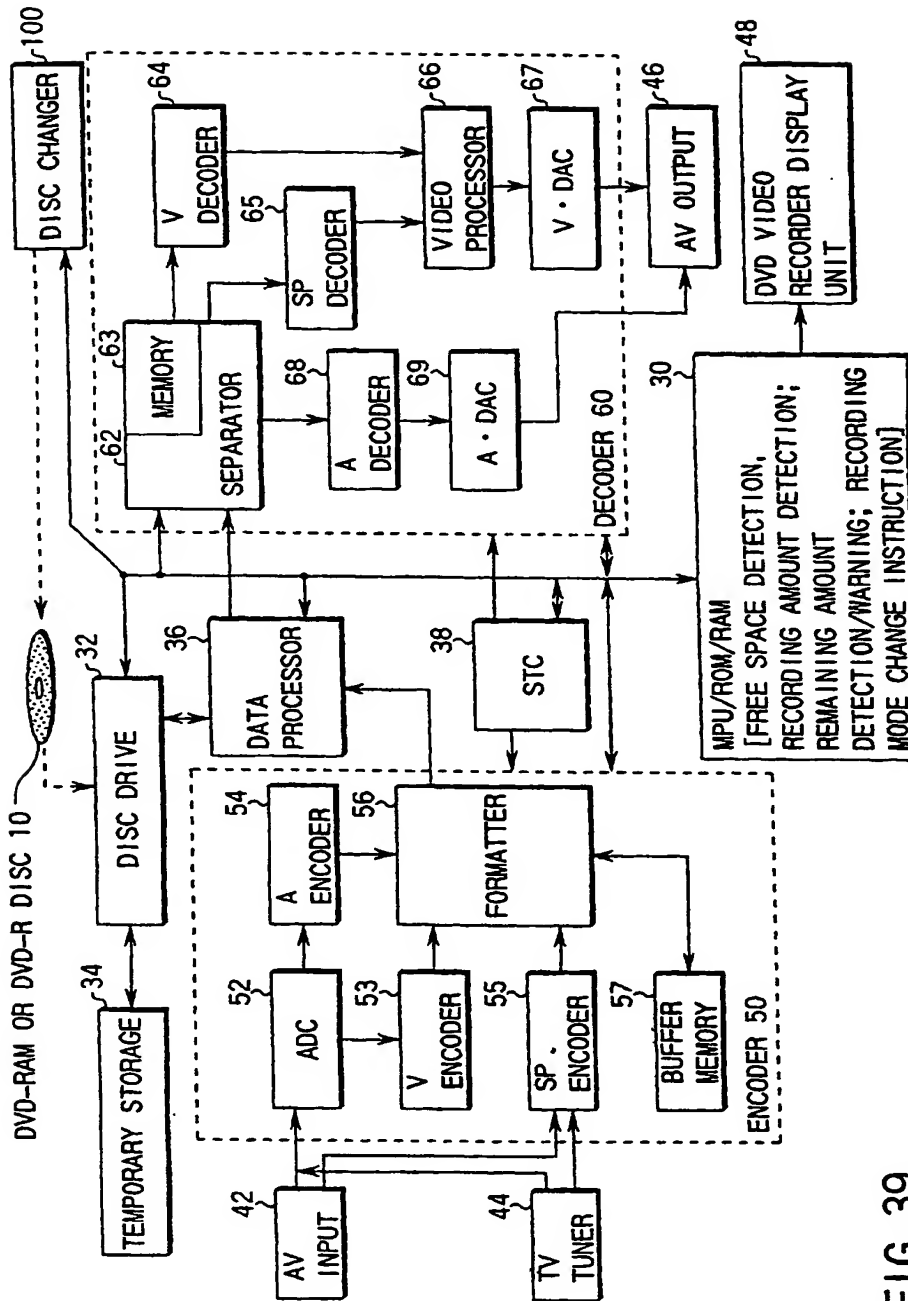 DVD-RAM OR DVD-R DISC 10
100
DISC CHANGER
34
TEMPORARY STORAGE
32
DISC DRIVE
36
DATA
PROCESSOR
38
STC
62
63
MEMORY
SEPARATOR
64
V
DECODER
65
SP
DECODER
66
VIDEO
PROCESSOR
67
V・DAC
68
A
DECODER
69
A・DAC
DECODER 60
46
AV OUTPUT
48
DVD VIDEO
RECORDER DISPLAY
UNIT
42
AV
INPUT
44
TV
TUNER
52
ADC
54
A
ENCODER
53
V
ENCODER
55
SP.
ENCODER
56
FORMATTER
57
BUFFER
MEMORY
ENCODER 50
30
MPU/ROM/RAM
[FREE SPACE DETECTION,
RECORDING AMOUNT DETECTION;
REMAINING AMOUNT
DETECTION/WARNING; RECORDING
MODE CHANGE INSTRUCTION]
FIG. 39